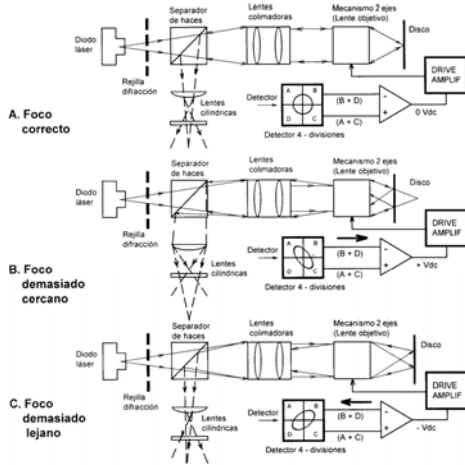 Separador
de haces
Lentes
colimadoras
Mecanismo 2 ejes
(Lente objetivo)
Disco
Diodo
láser
Rejilla
difracción
Lentes
cilíndricas
Detector
A B
D C
(B + D)
(A + C)
Detector 4 - divisiones
DRIVE
AMPLIF
0 Vdc
A. Foco
correcto
Separador
de haces
Lentes
colimadoras
Mecanismo 2 ejes
(Lente objetivo)
Disco
Diodo
láser
Rejilla
difracción
Lentes
cilíndricas
Detector
A B
D C
(B + D)
(A + C)
Detector 4 - divisiones
DRIVE
AMPLIF
+ Vdc
B. Foco
demasiado
cercano
Separador
de haces
Lentes
colimadoras
Mecanismo 2 ejes
(Lente objetivo)
Disco
Diodo
láser
Rejilla
difracción
Lentes
cilíndricas
Detector
A B
D C
(B + D)
(A + C)
Detector 4 - divisiones
DRIVE
AMPLIF
- Vdc
C. Foco
demasiado
lejano